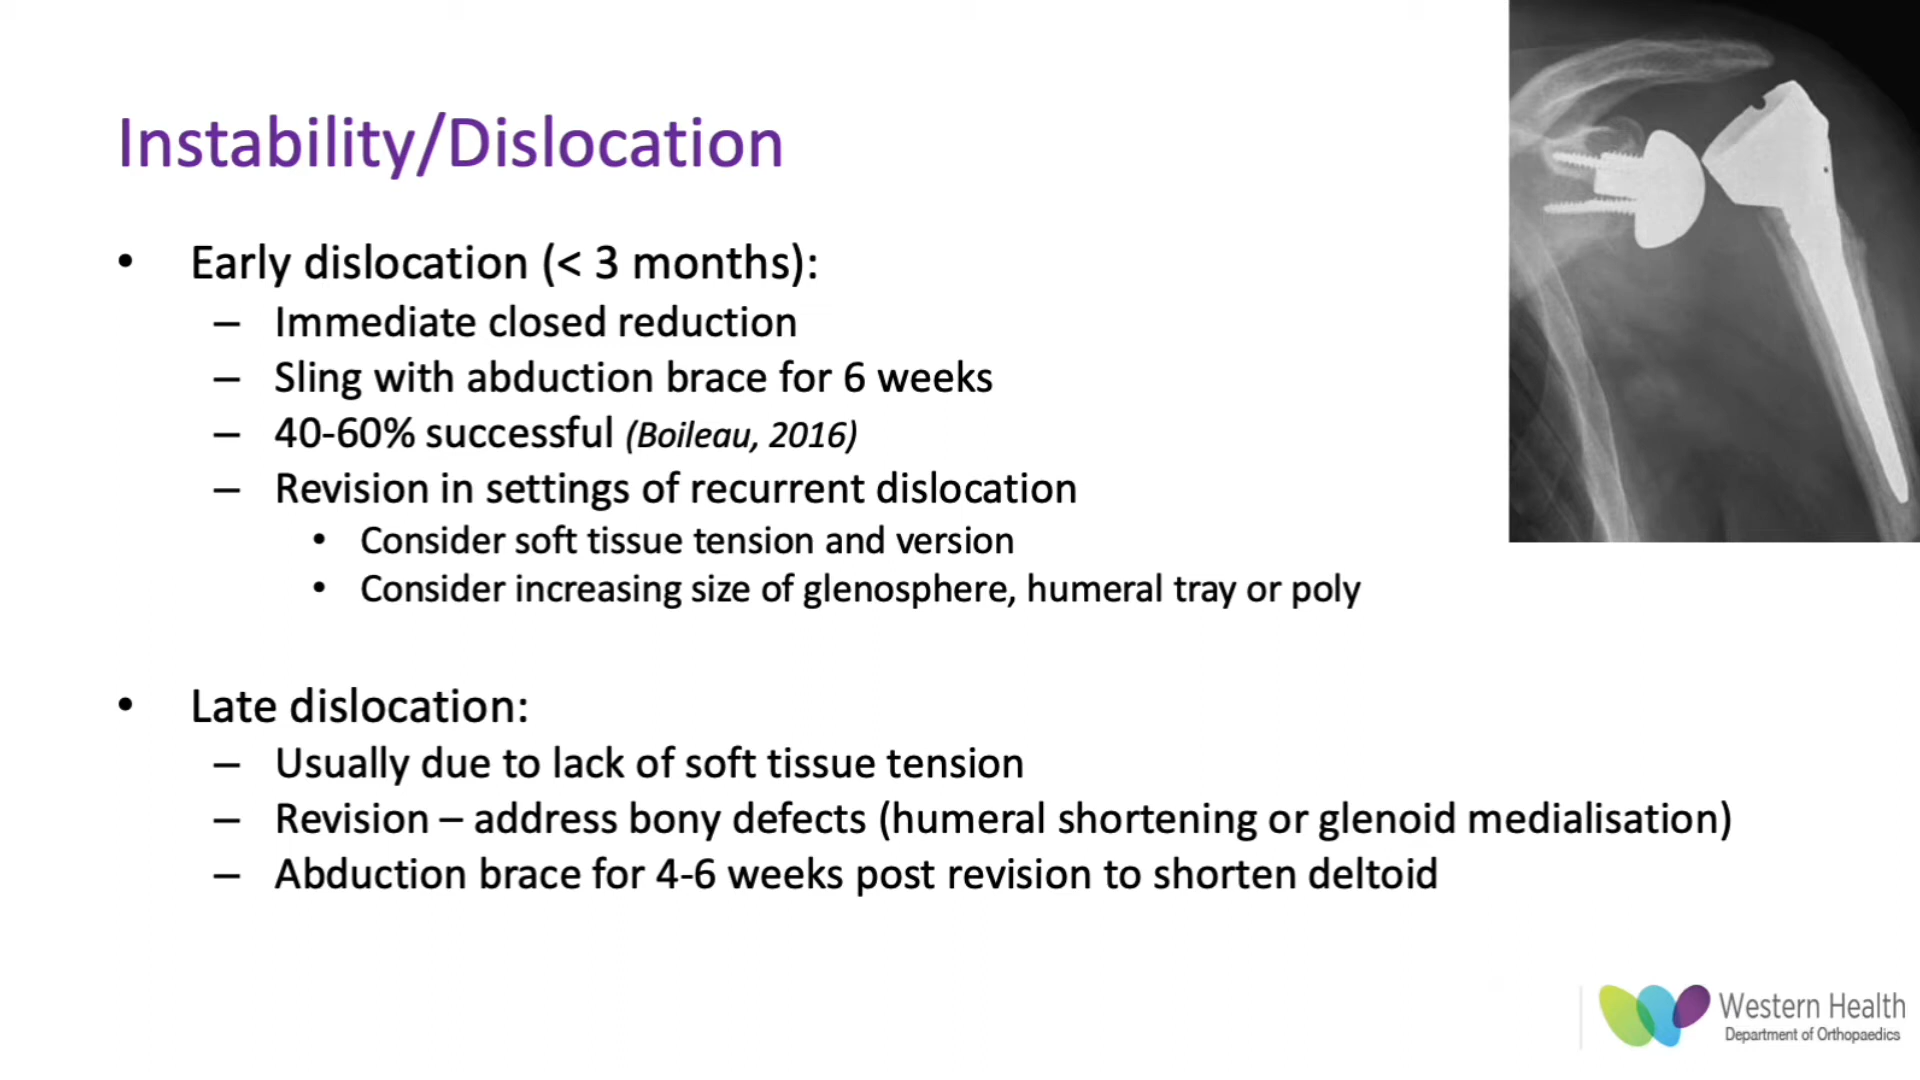 Instability/Dislocation
• Early dislocation (< 3 months):
– Immediate closed reduction
– Sling with abduction brace for 6 weeks
– 40-60% successful (Boileau, 2016)
– Revision in settings of recurrent dislocation
• Consider soft tissue tension and version
• Consider increasing size of glenosphere, humeral tray or poly
• Late dislocation:
– Usually due to lack of soft tissue tension
– Revision – address bony defects (humeral shortening or glenoid medialisation)
– Abduction brace for 4-6 weeks post revision to shorten deltoid
Western Health
Department of Orthopaedics